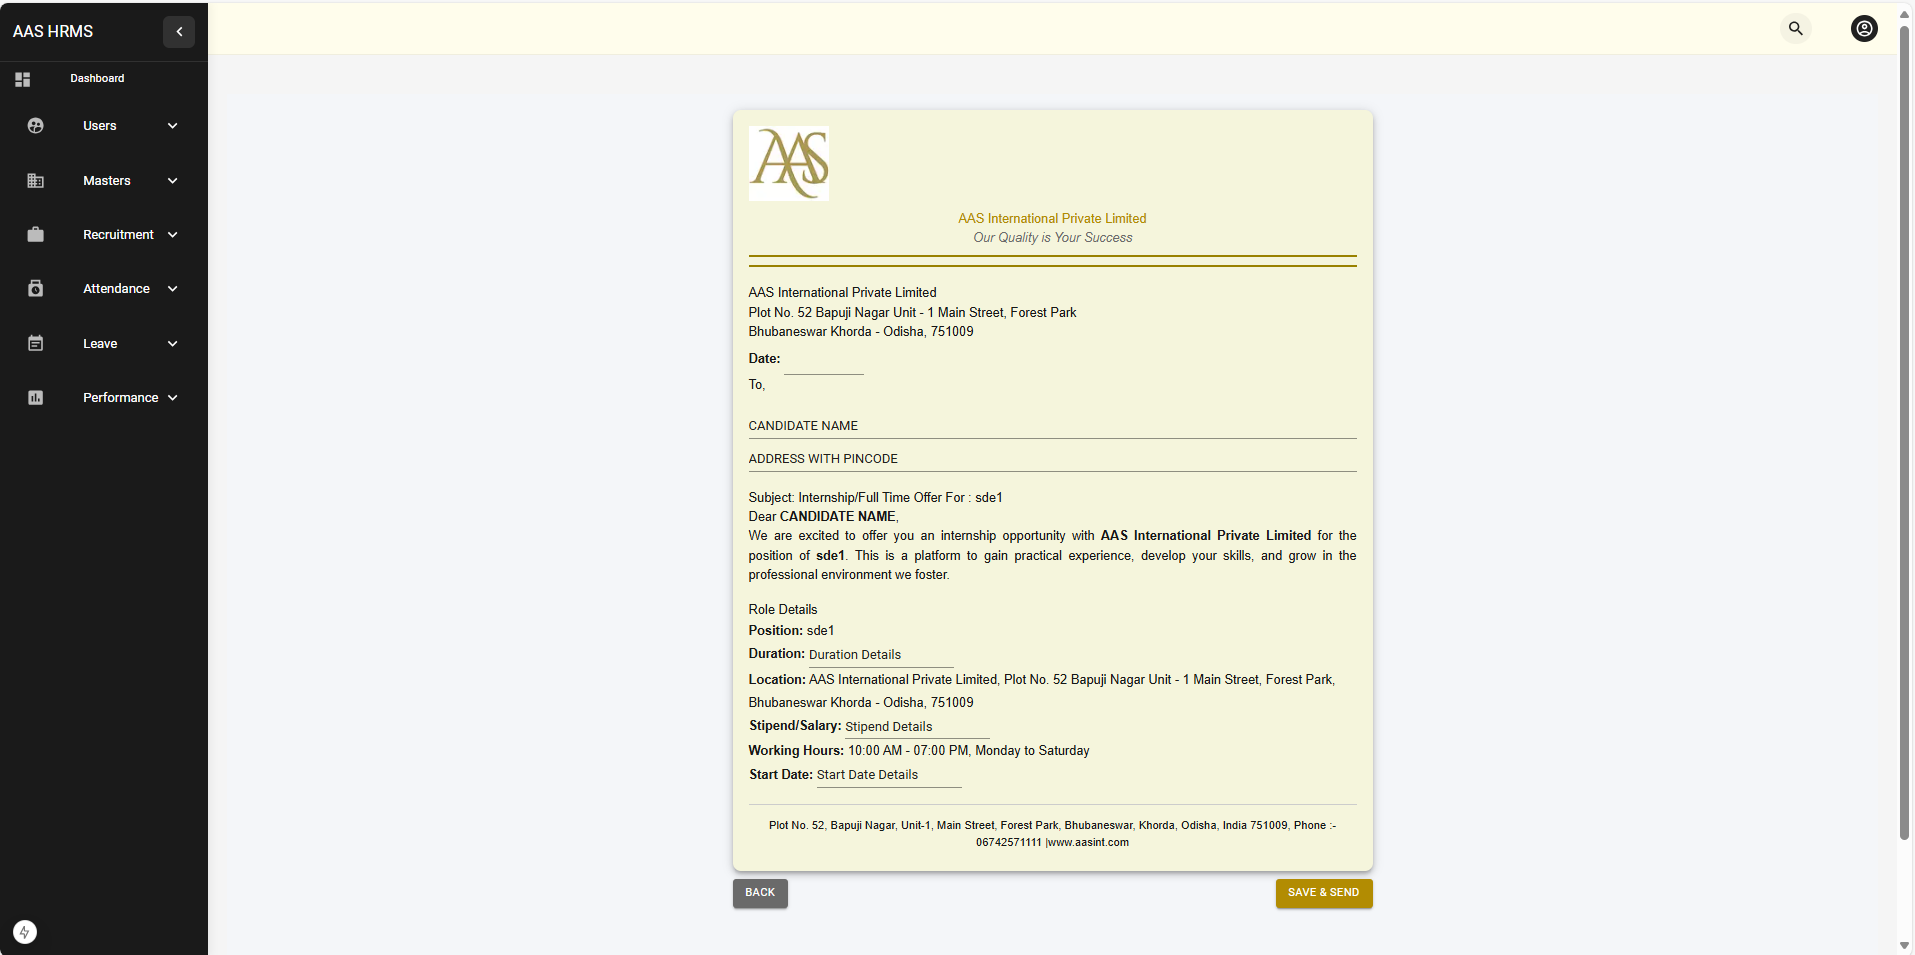 AAS HRMS
Dashboard
Users
Masters
Recruitment
Attendance
Leave
Performance
AAS
AAS International Private Limited
Our Quality is Your Success
AAS International Private Limited
Plot No. 52 Bapuji Nagar Unit - 1 Main Street, Forest Park
Bhubaneswar Khorda - Odisha, 751009
Date:
To,
CANDIDATE NAME
ADDRESS WITH PINCODE
Subject: Internship/Full Time Offer For : sde1
Dear CANDIDATE NAME,
We are excited to offer you an internship opportunity with AAS International Private Limited for the
position of sde1. This is a platform to gain practical experience, develop your skills, and grow in the
professional environment we foster.
Role Details
Position: sde1
Duration: Duration Details
Location: AAS International Private Limited, Plot No. 52 Bapuji Nagar Unit - 1 Main Street, Forest Park,
Bhubaneswar Khorda - Odisha, 751009
Stipend/Salary: Stipend Details
Working Hours: 10:00 AM - 07:00 PM, Monday to Saturday
Start Date: Start Date Details
Plot No. 52, Bapuji Nagar, Unit-1, Main Street, Forest Park, Bhubaneswar, Khorda, Odisha, India 751009, Phone :-
06742571111 |www.aasint.com
BACK
SAVE & SEND